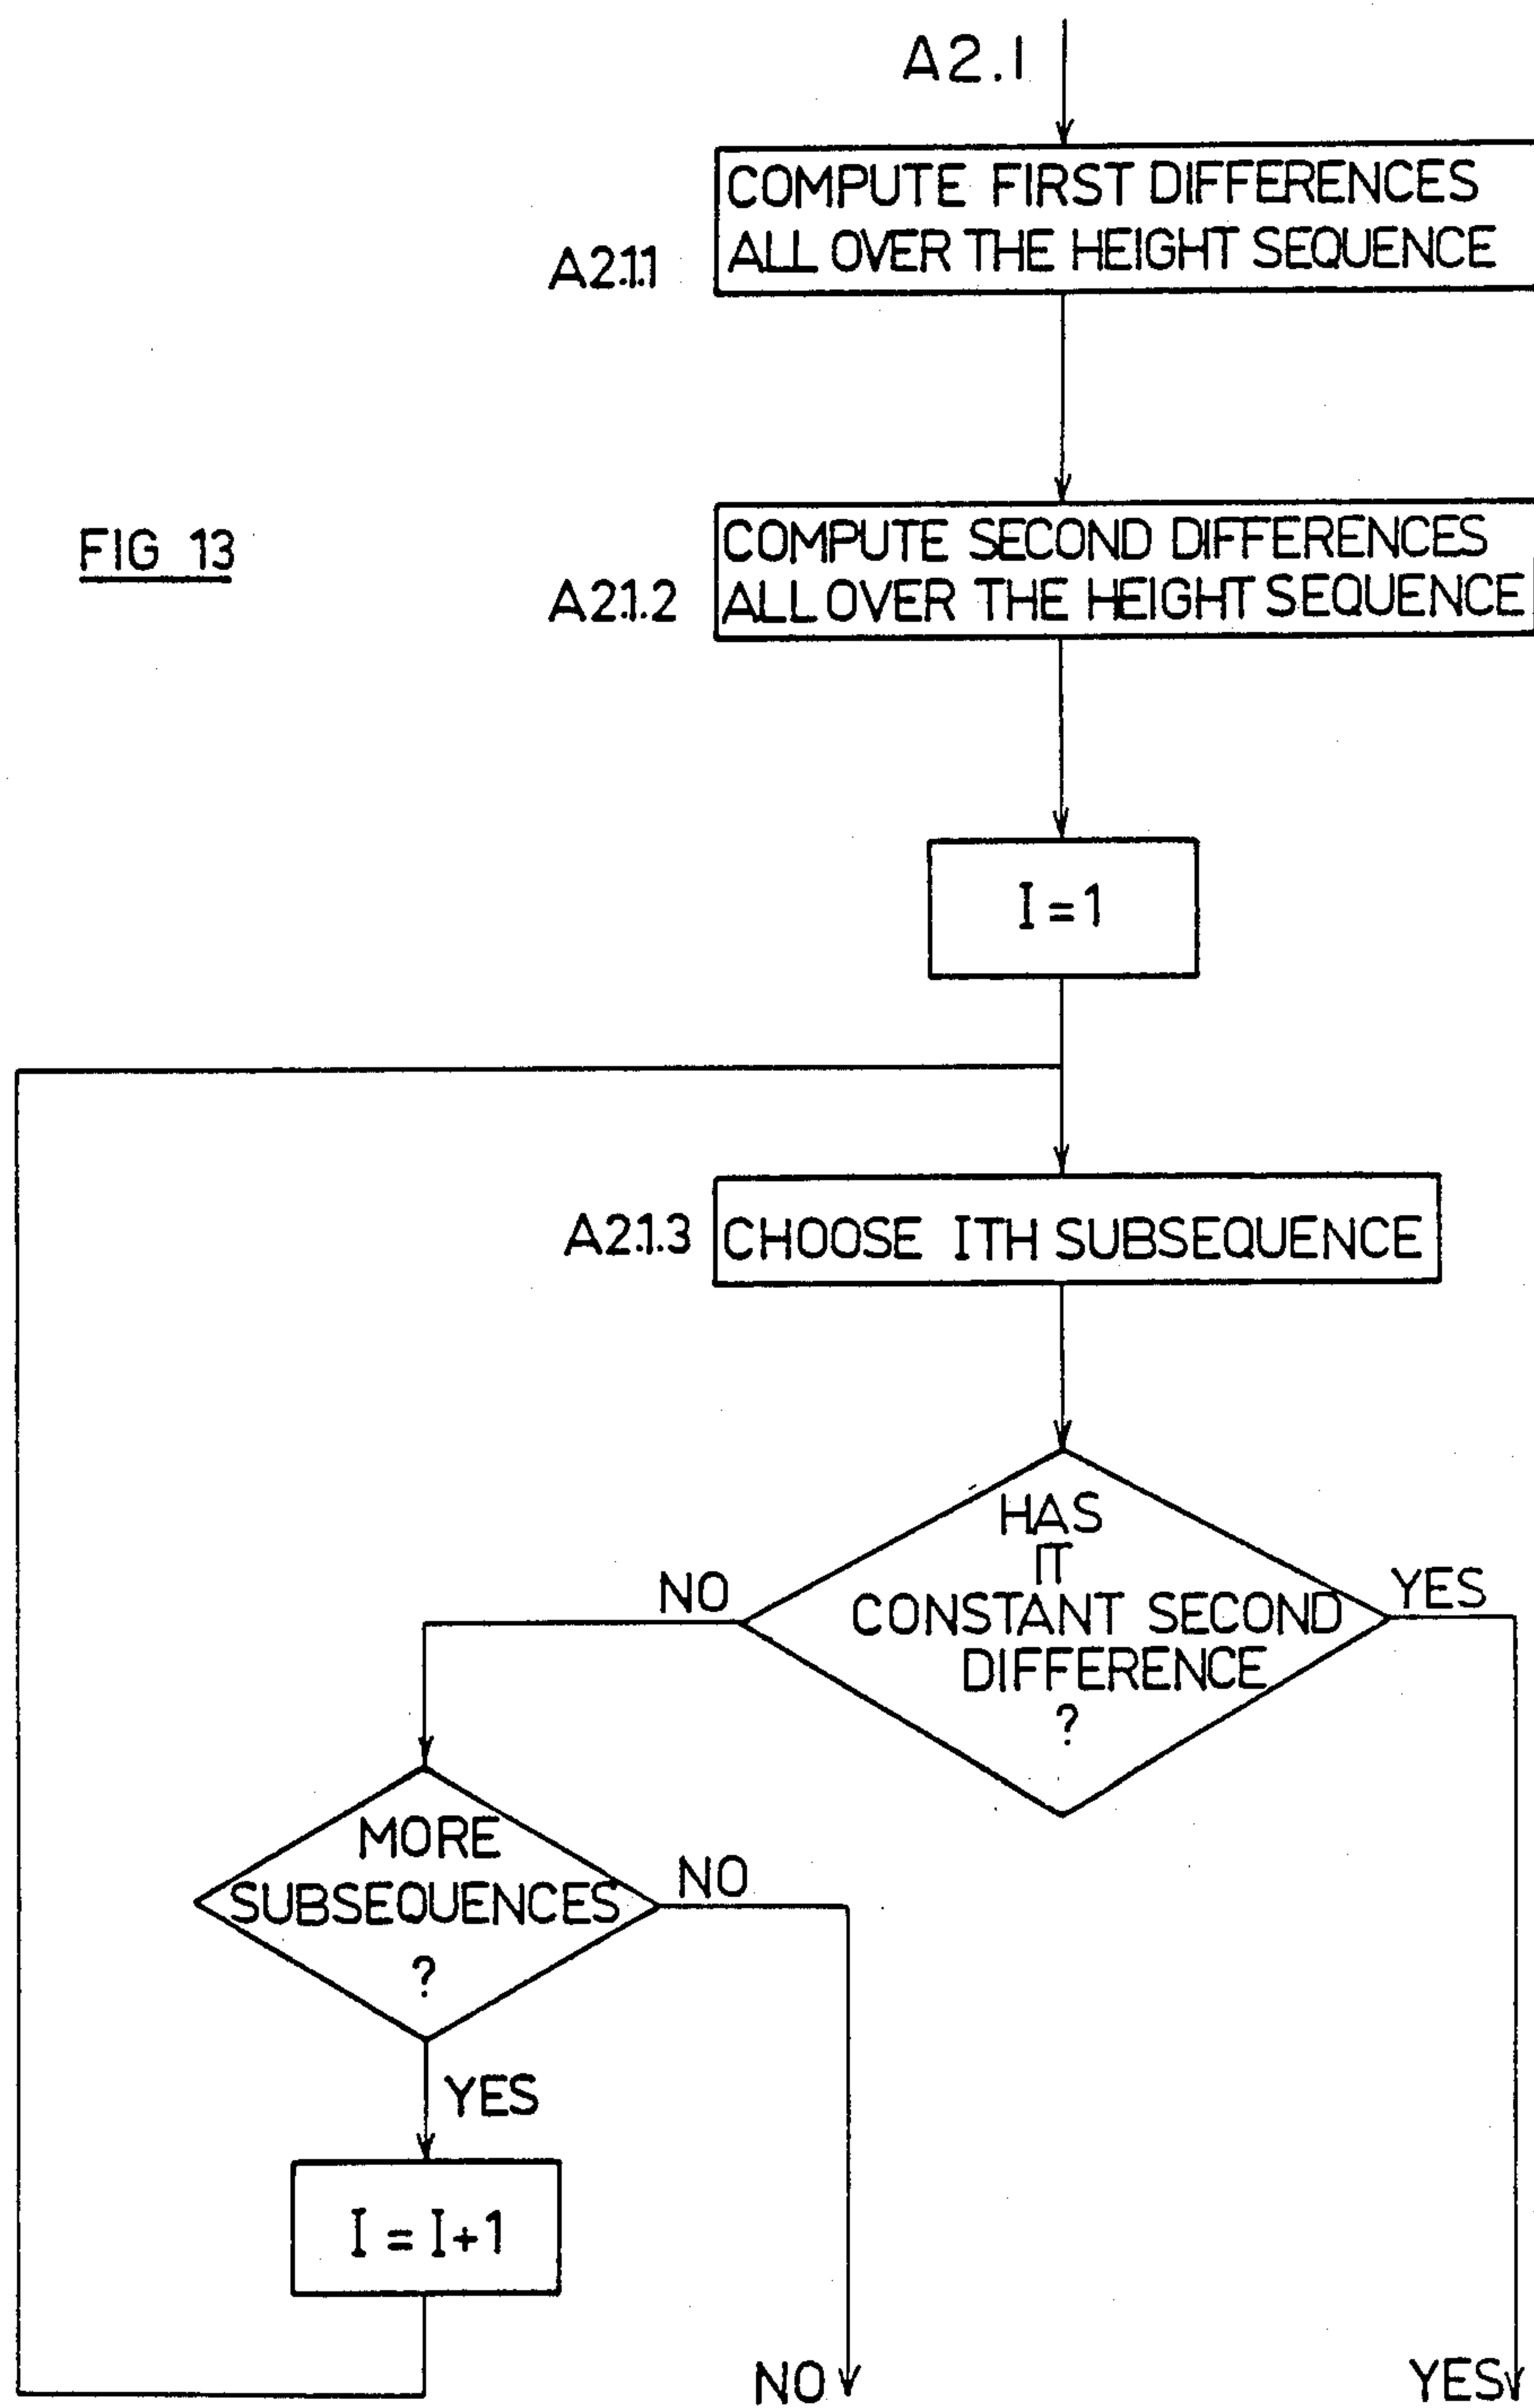 A2.1
COMPUTE FIRST DIFFERENCES
ALL OVER THE HEIGHT SEQUENCE
A2.1.1
FIG 13
COMPUTE SECOND DIFFERENCES
ALL OVER THE HEIGHT SEQUENCE
A2.1.2
I = 1
A2.1.3
CHOOSE ITH SUBSEQUENCE
HAS
IT
CONSTANT SECOND
DIFFERENCE
?
NO
YES
MORE
SUBSEQUENCES
?
NO
YES
I = I+1
NO
YES